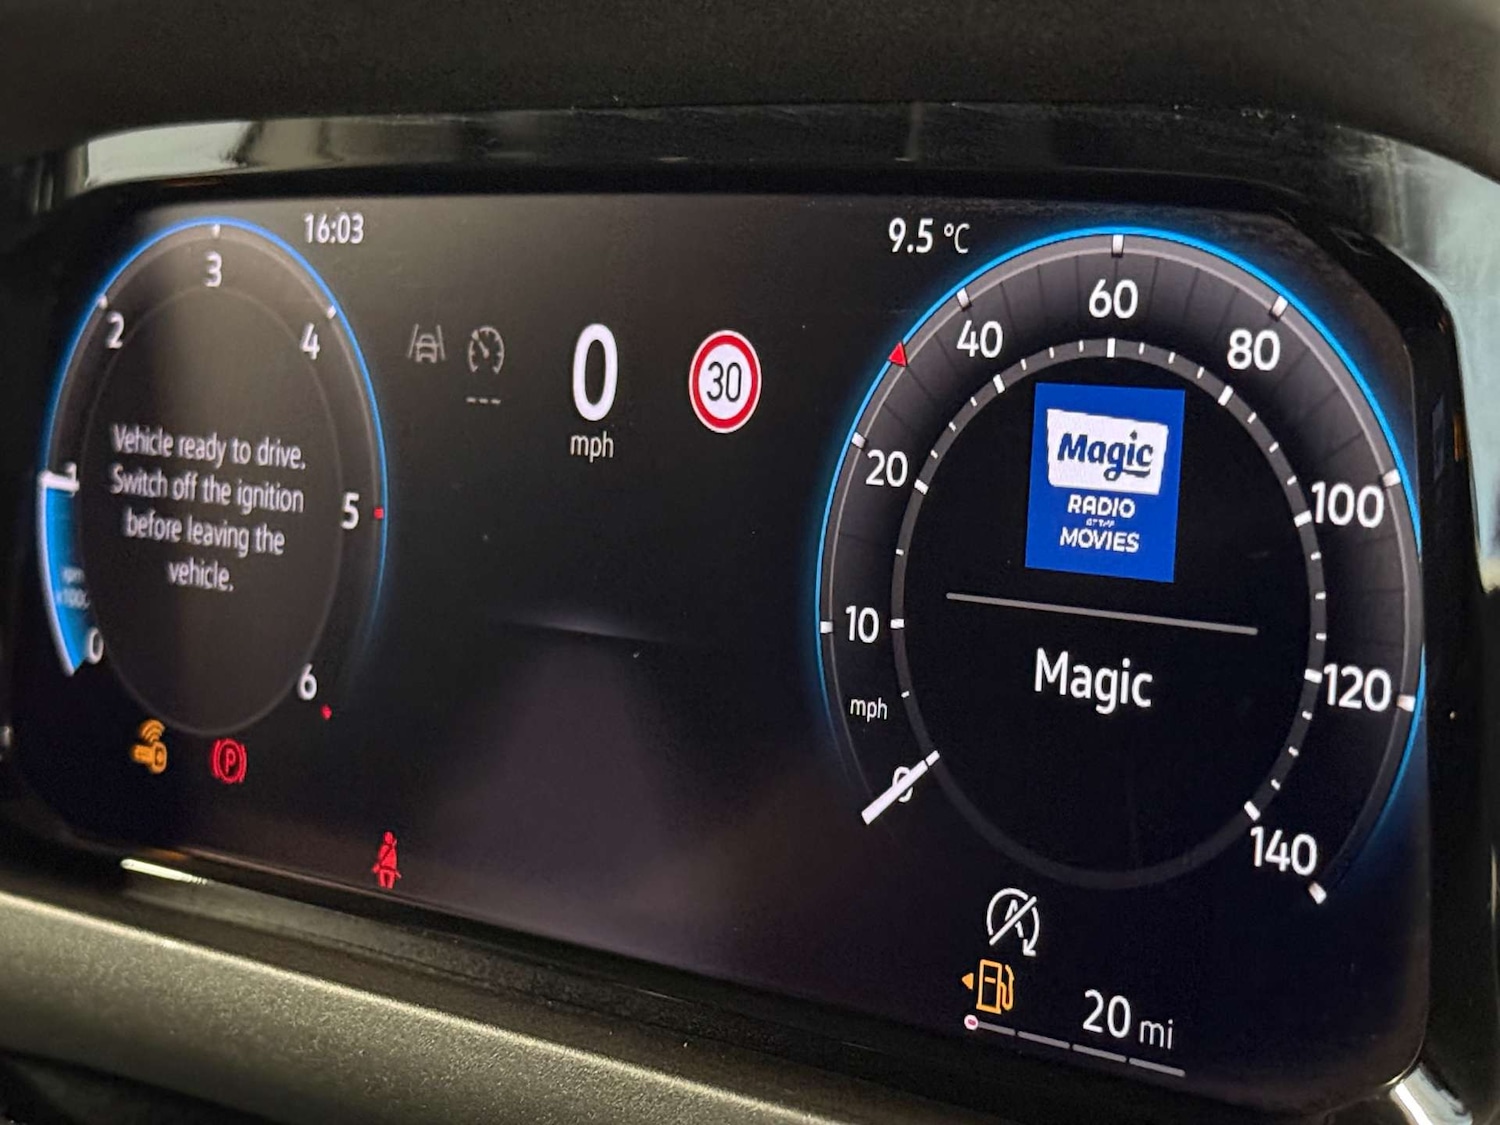 16:03
9.5 °C
3
2
4
1
5
0
6
Vehicle ready to drive.
Switch off the ignition
before leaving the
vehicle.
P
---
0
mph
30
60
40
80
20
100
10
120
mph
0
140
Magic
RADIO
MOVIES
Magic
A
20 mi